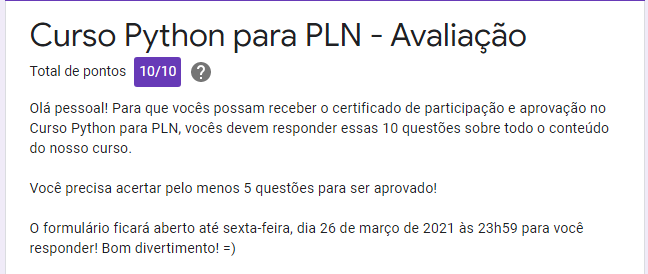 Curso Python para PLN - Avaliação
Total de pontos 10/10 ?
Olá pessoal! Para que vocês possam receber o certificado de participação e aprovação no
Curso Python para PLN, vocês devem responder essas 10 questões sobre todo o conteúdo
do nosso curso.
Você precisa acertar pelo menos 5 questões para ser aprovado!
O formulário ficará aberto até sexta-feira, dia 26 de março de 2021 às 23h59 para você
responder! Bom divertimento! =)